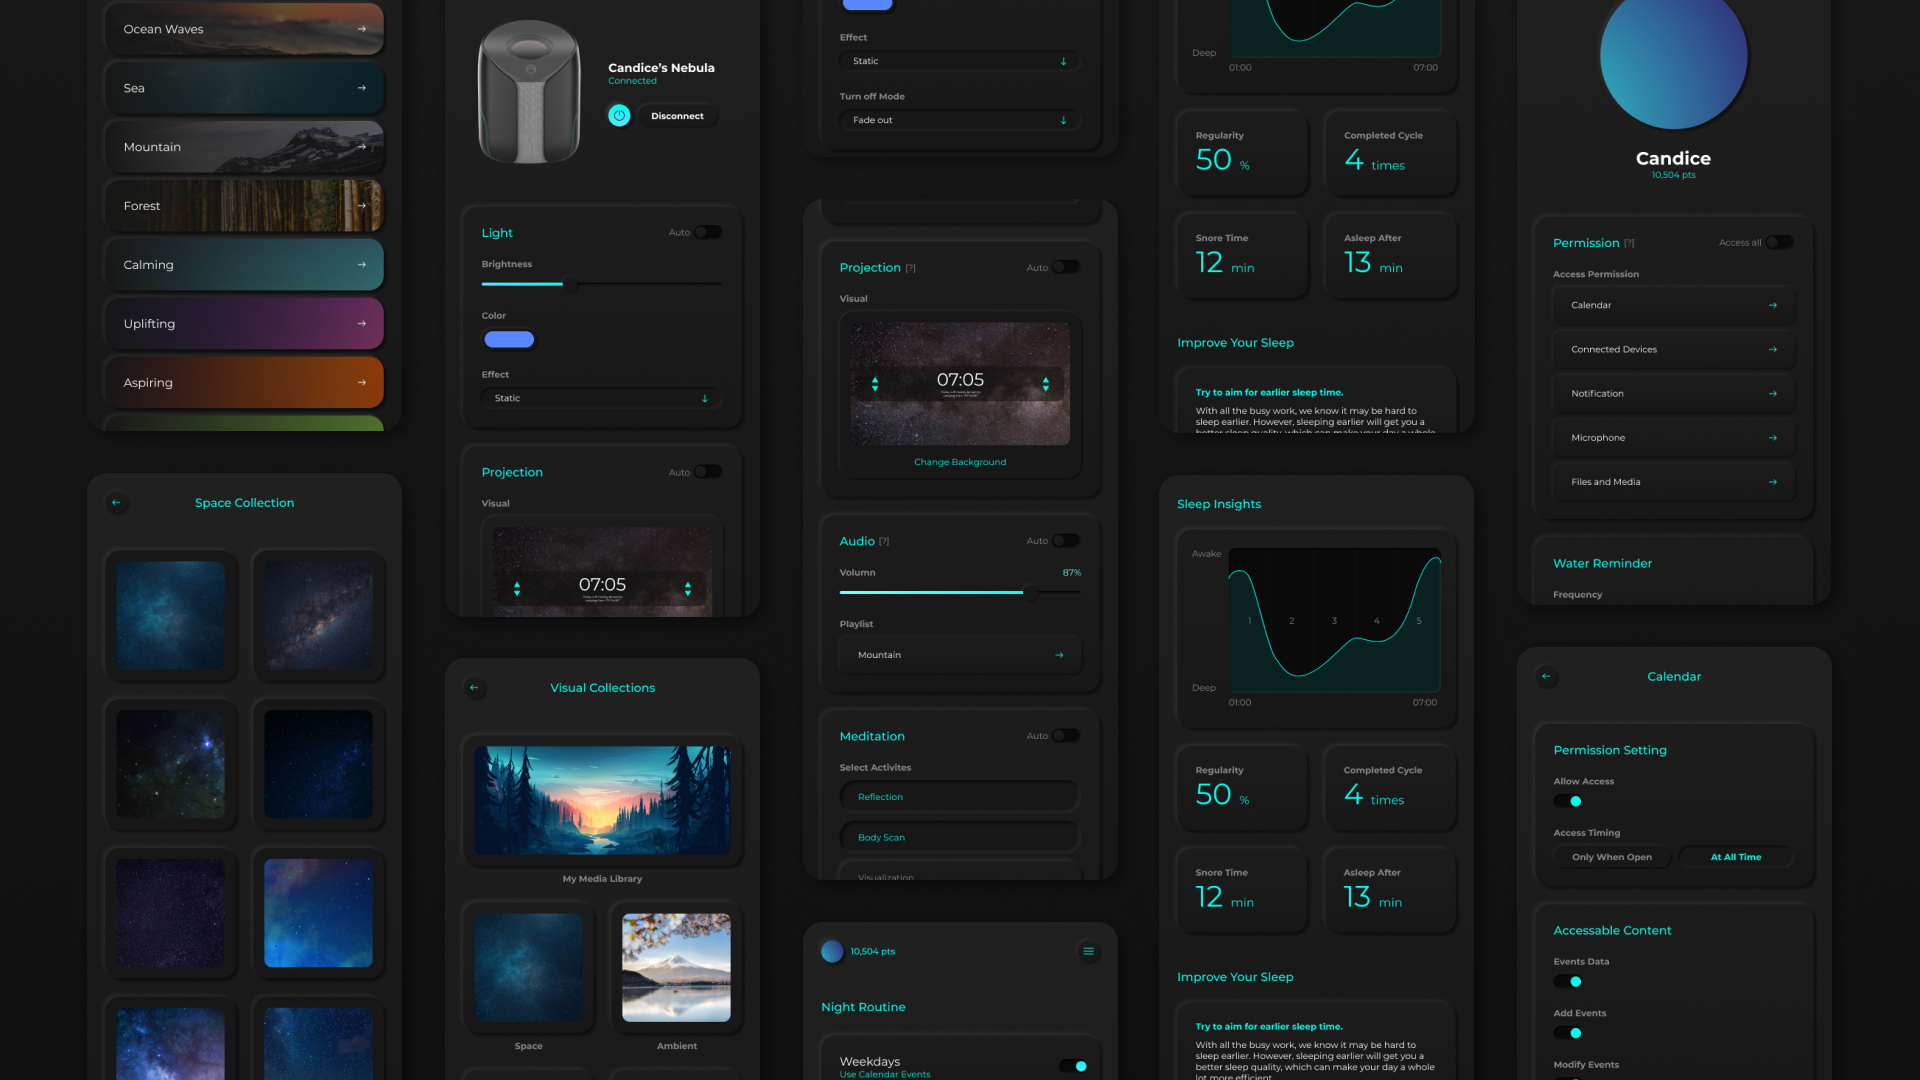 Ocean Waves
Sea
Mountain
Forest
Calming
Uplifting
Aspiring
Space Collection
Candice's Nebula
Connected
Disconnect
Light
Auto
Brightness
Color
Effect
Static
Projection
Auto
Visual
07:05
Visual Collections
My Media Library
Space
Ambient
Effect
Static
Turn off Mode
Fade out
Projection [?]
Auto
Visual
07:05
Change Background
Audio [?]
Auto
Volumn
87%
Playlist
Mountain
Meditation
Auto
Select Activites
Reflection
Body Scan
Visualization
10,504 pts
Night Routine
Weekdays
Use Calendar Events
Deep
01:00
07:00
Regularity
50 %
Completed Cycle
4 times
Snore Time
12 min
Asleep After
13 min
Improve Your Sleep
Try to aim for earlier sleep time.
With all the busy work, we know it may be hard to
sleep earlier. However, sleeping earlier will get you a
better sleep quality, which can make your day a whole
Sleep Insights
Awake
1 2 3 4 5
Deep
01:00
07:00
Regularity
50 %
Completed Cycle
4 times
Snore Time
12 min
Asleep After
13 min
Improve Your Sleep
Try to aim for earlier sleep time.
With all the busy work, we know it may be hard to
sleep earlier. However, sleeping earlier will get you a
better sleep quality, which can make your day a whole
lot more efficient.
Candice
10,504 pts
Permission [?]
Access all
Access Permission
Calendar
Connected Devices
Notification
Microphone
Files and Media
Water Reminder
Frequency
Calendar
Permission Setting
Allow Access
Access Timing
Only When Open
At All Time
Accessable Content
Events Data
Add Events
Modify Events